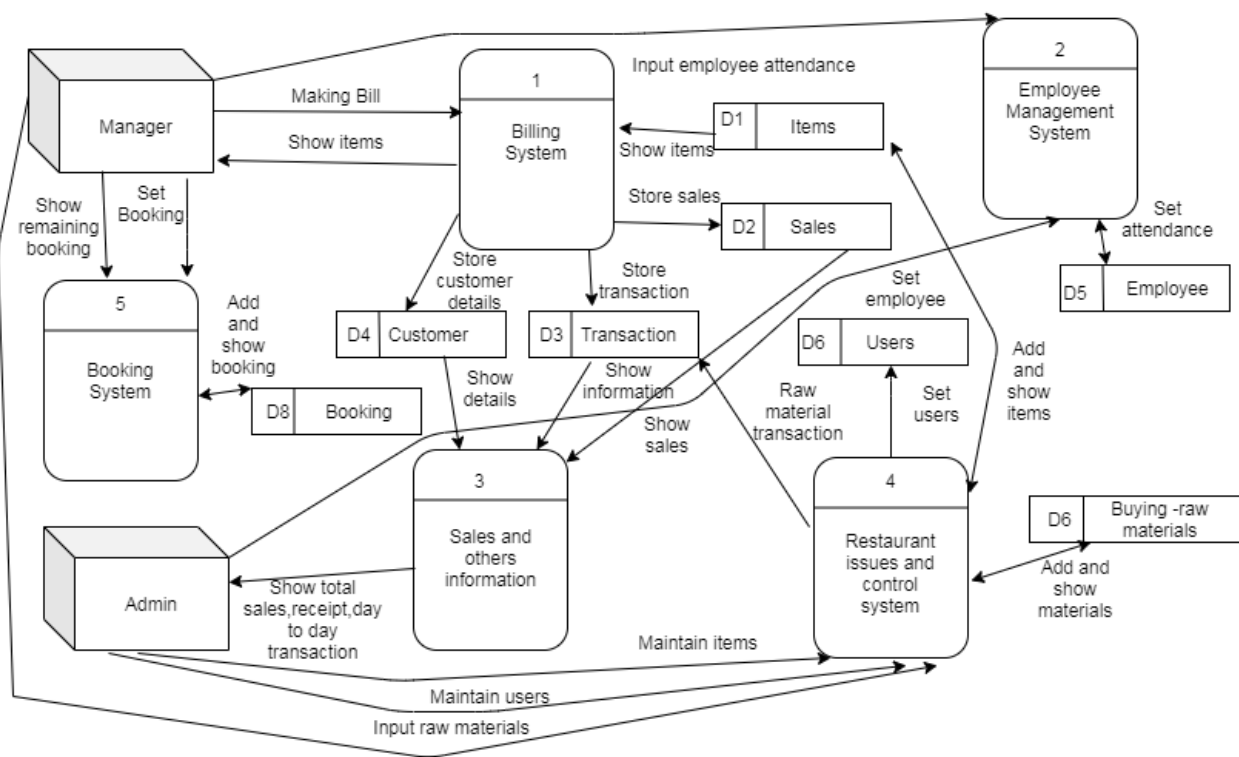 2
Employee
Management
System
1
Billing
System
Input employee attendance
Manager
Making Bill
Show items
D1
Items
Show items
Show
remaining
booking
Set
Booking
Store sales
D2
Sales
Set
attendance
D5
Employee
Store
customer
details
Store
transaction
Set
employee
5
Booking
System
Add
and
show
booking
D4
Customer
D3
Transaction
D6
Users
Add
and
show
items
D8
Booking
Show
details
Show
information
Show
sales
Raw
material
transaction
Set
users
3
Sales and
others
information
4
Restaurant
issues and
control
system
D6
Buying -raw
materials
Add and
show
materials
Admin
Show total
sales,receipt,day
to day
transaction
Maintain items
Maintain users
Input raw materials